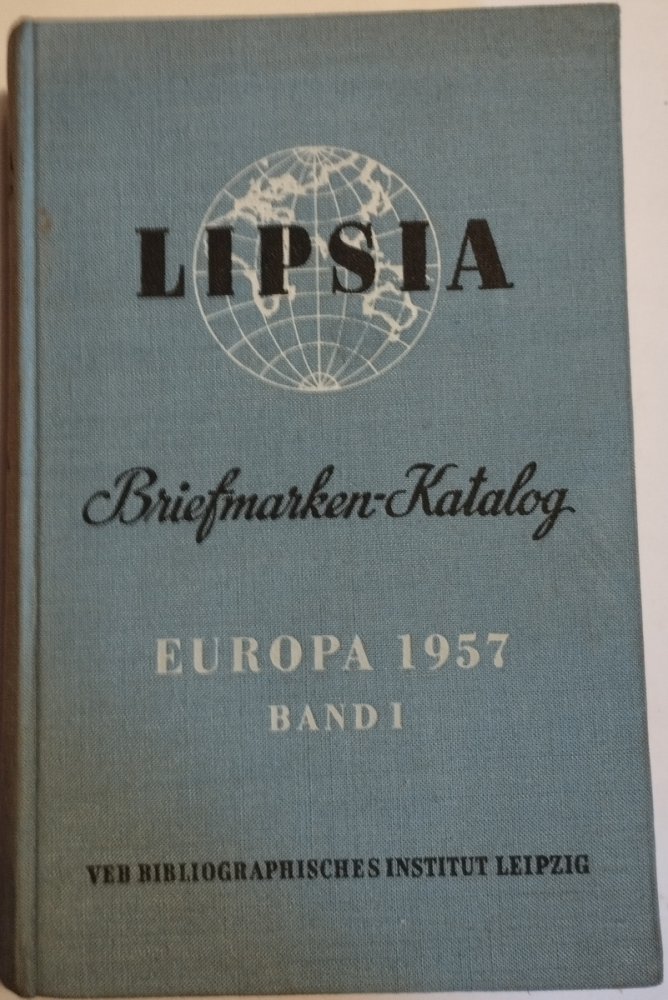 LIPSIA
Briefmarken-Katalog
EUROPA 1957
BAND I
VEB BIBLIOGRAPHISCHES INSTITUT LEIPZIG